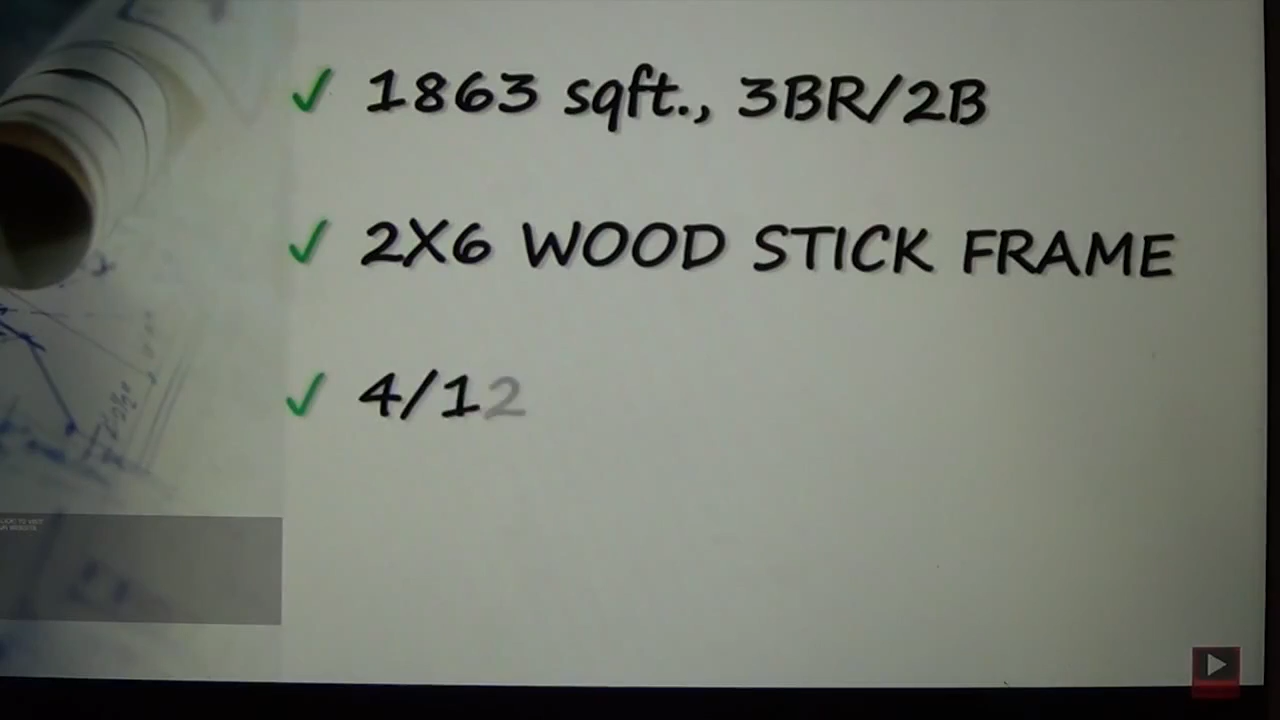 ✓ 1863 sqft., 3BR/2B
✓ 2X6 WOOD STICK FRAME
✓ 4/12